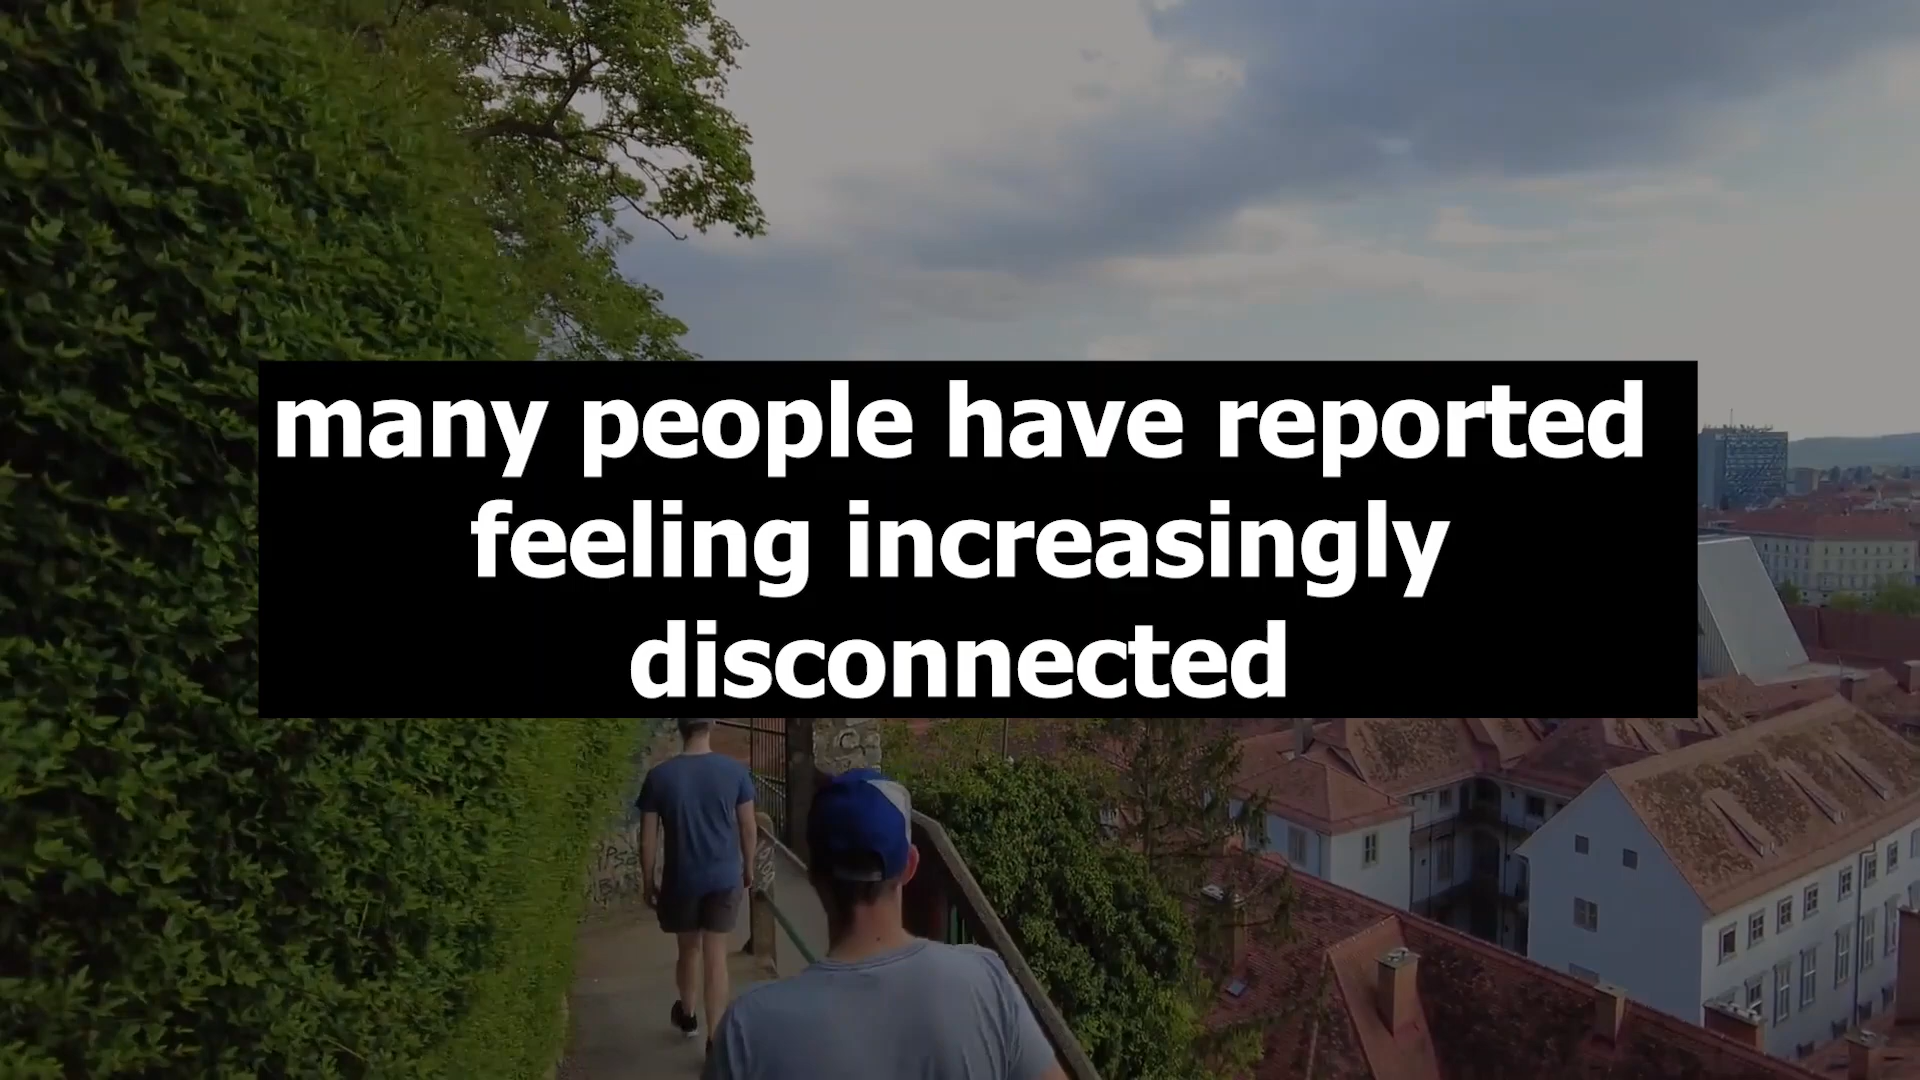 many people have reported
feeling increasingly
disconnected